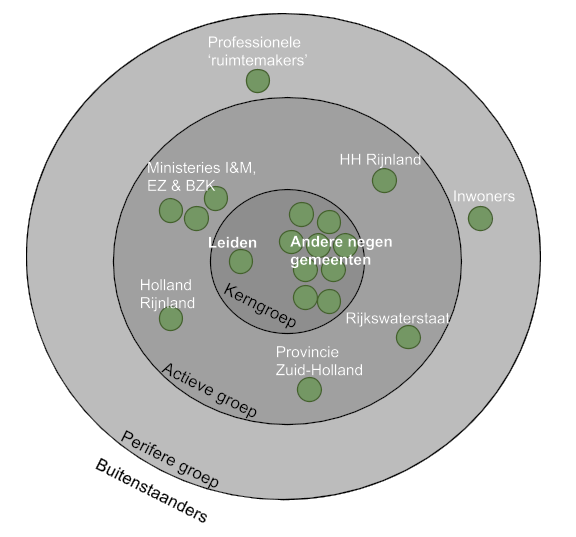 Professionele
‘ruimtemakers’
HH Rijnland
Ministeries I&M,
EZ & BZK
Inwoners
Leiden
Andere negen
gemeenten
Holland
Rijnland
Kerngroep
Rijkswaterstaat
Provincie
Zuid-Holland
Actieve groep
Perifere groep
Buitenstaanders